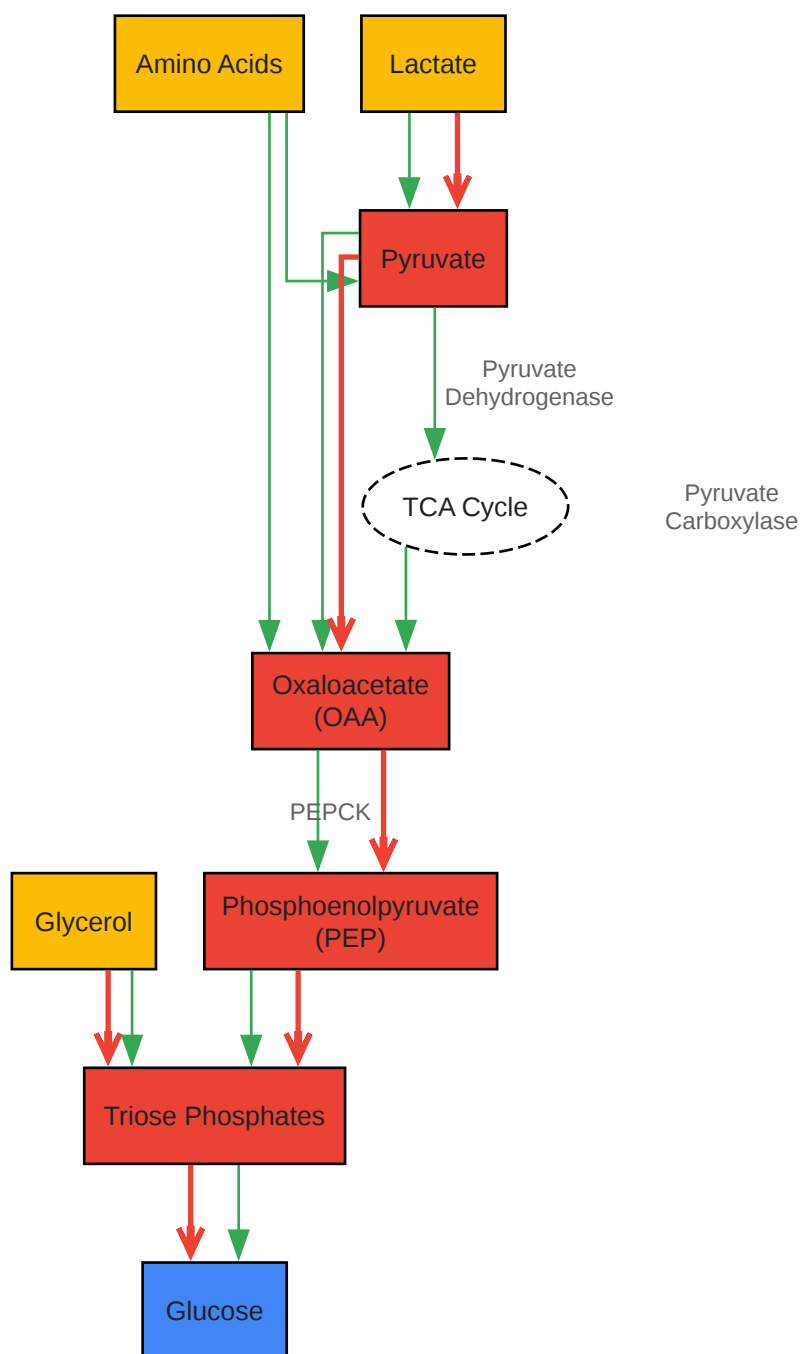 Amino Acids
Lactate
Pyruvate
Pyruvate
Dehydrogenase
TCA Cycle
Pyruvate
Carboxylase
Oxaloacetate
(OAA)
PEPCK
Glycerol
Phosphoenolpyruvate
(PEP)
Triose Phosphates
Glucose